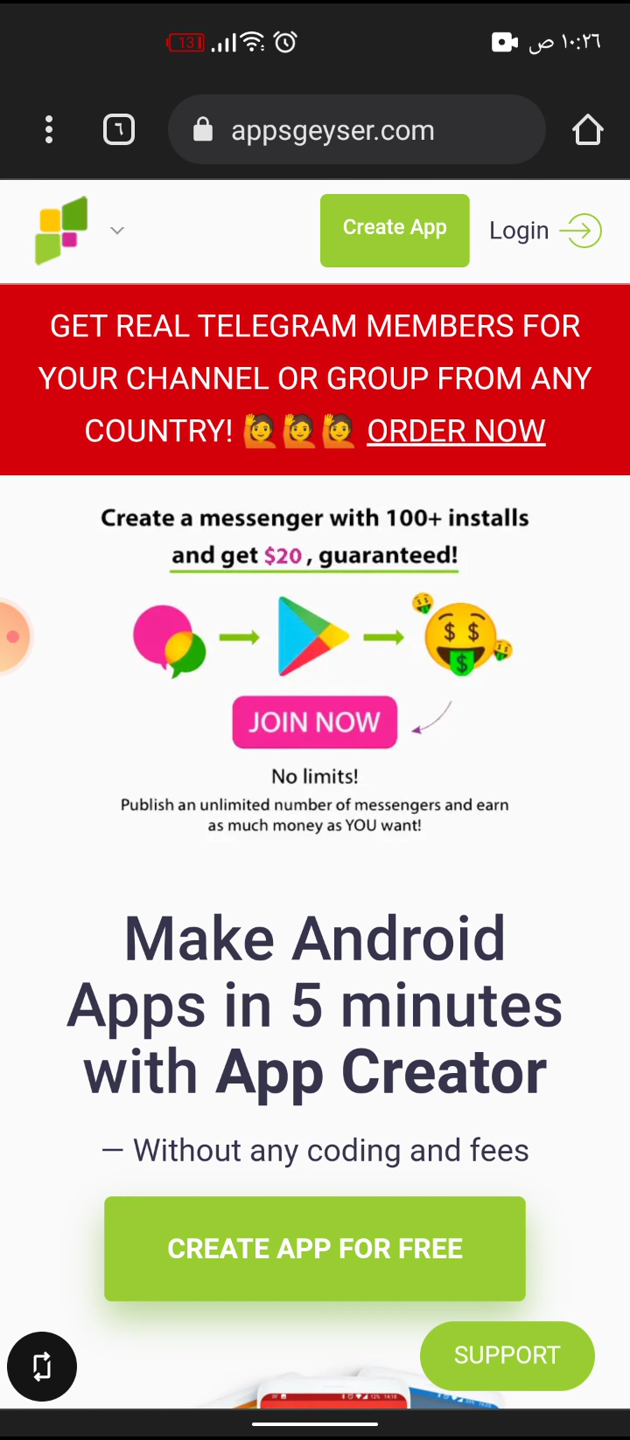 13
١٠:٢٦ ص
٦
appsgeyser.com
Create App
Login
GET REAL TELEGRAM MEMBERS FOR
YOUR CHANNEL OR GROUP FROM ANY
COUNTRY! 🙋🙋🙋 ORDER NOW
Create a messenger with 100+ installs
and get $20, guaranteed!
JOIN NOW
No limits!
Publish an unlimited number of messengers and earn
as much money as YOU want!
Make Android
Apps in 5 minutes
with App Creator
— Without any coding and fees
CREATE APP FOR FREE
SUPPORT